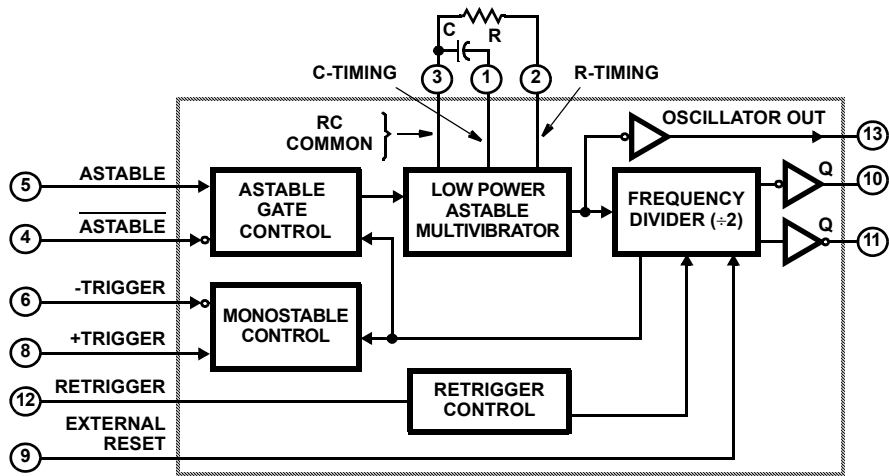 C
R
3
1
2
C-TIMING
R-TIMING
RC
COMMON
OSCILLATOR OUT
13
5
ASTABLE
ASTABLE
GATE
CONTROL
LOW POWER
ASTABLE
MULTIVIBRATOR
FREQUENCY
DIVIDER (÷2)
Q
10
4
ASTABLE
Q
11
6
-TRIGGER
MONOSTABLE
CONTROL
8
+TRIGGER
12
RETRIGGER
RETRIGGER
CONTROL
9
EXTERNAL
RESET